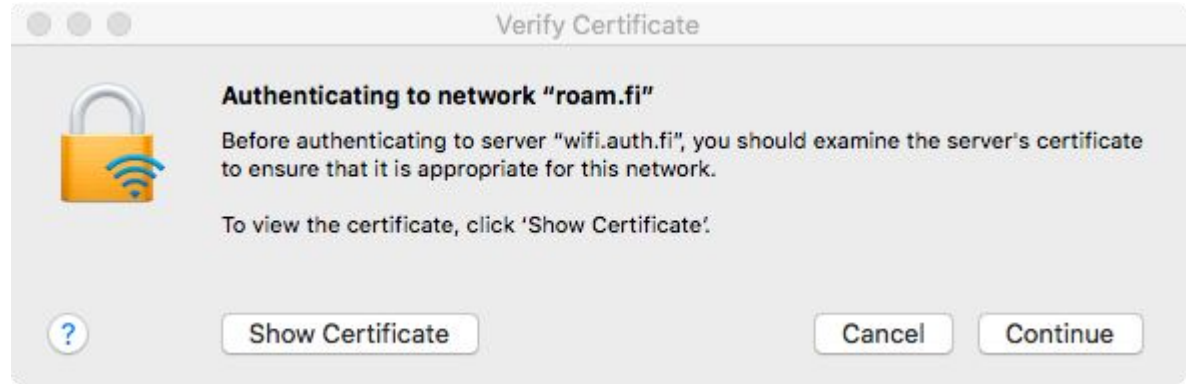 Verify Certificate
Authenticating to network “roam.fi”
Before authenticating to server “wifi.auth.fi”, you should examine the server's certificate
to ensure that it is appropriate for this network.
To view the certificate, click ‘Show Certificate’.
?
Show Certificate
Cancel
Continue